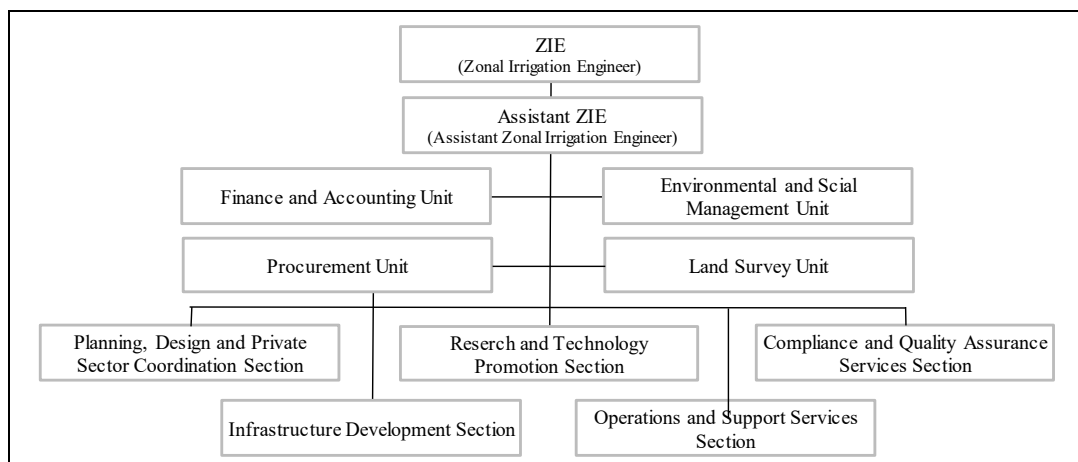 ZIE
(Zonal Irrigation Engineer)
Assistant ZIE
(Assistant Zonal Irrigation Engineer)
Finance and Accounting Unit
Environmental and Scial
Management Unit
Procurement Unit
Land Survey Unit
Planning, Design and Private
Sector Coordination Section
Reserch and Technology
Promotion Section
Compliance and Quality Assurance
Services Section
Infrastructure Development Section
Operations and Support Services
Section